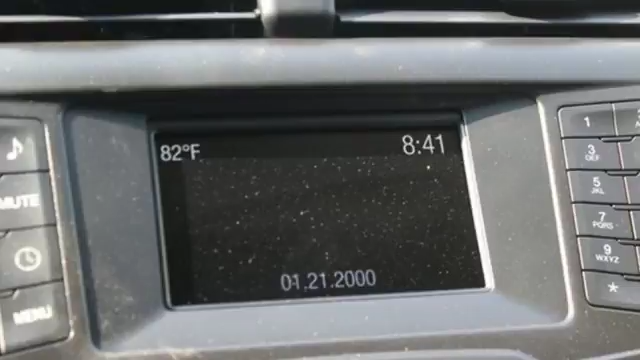 82°F 8:41
01.21.2000
MUTE
MENU
1
3 DEF
5 JKL
7 PQRS
9 WXYZ
*